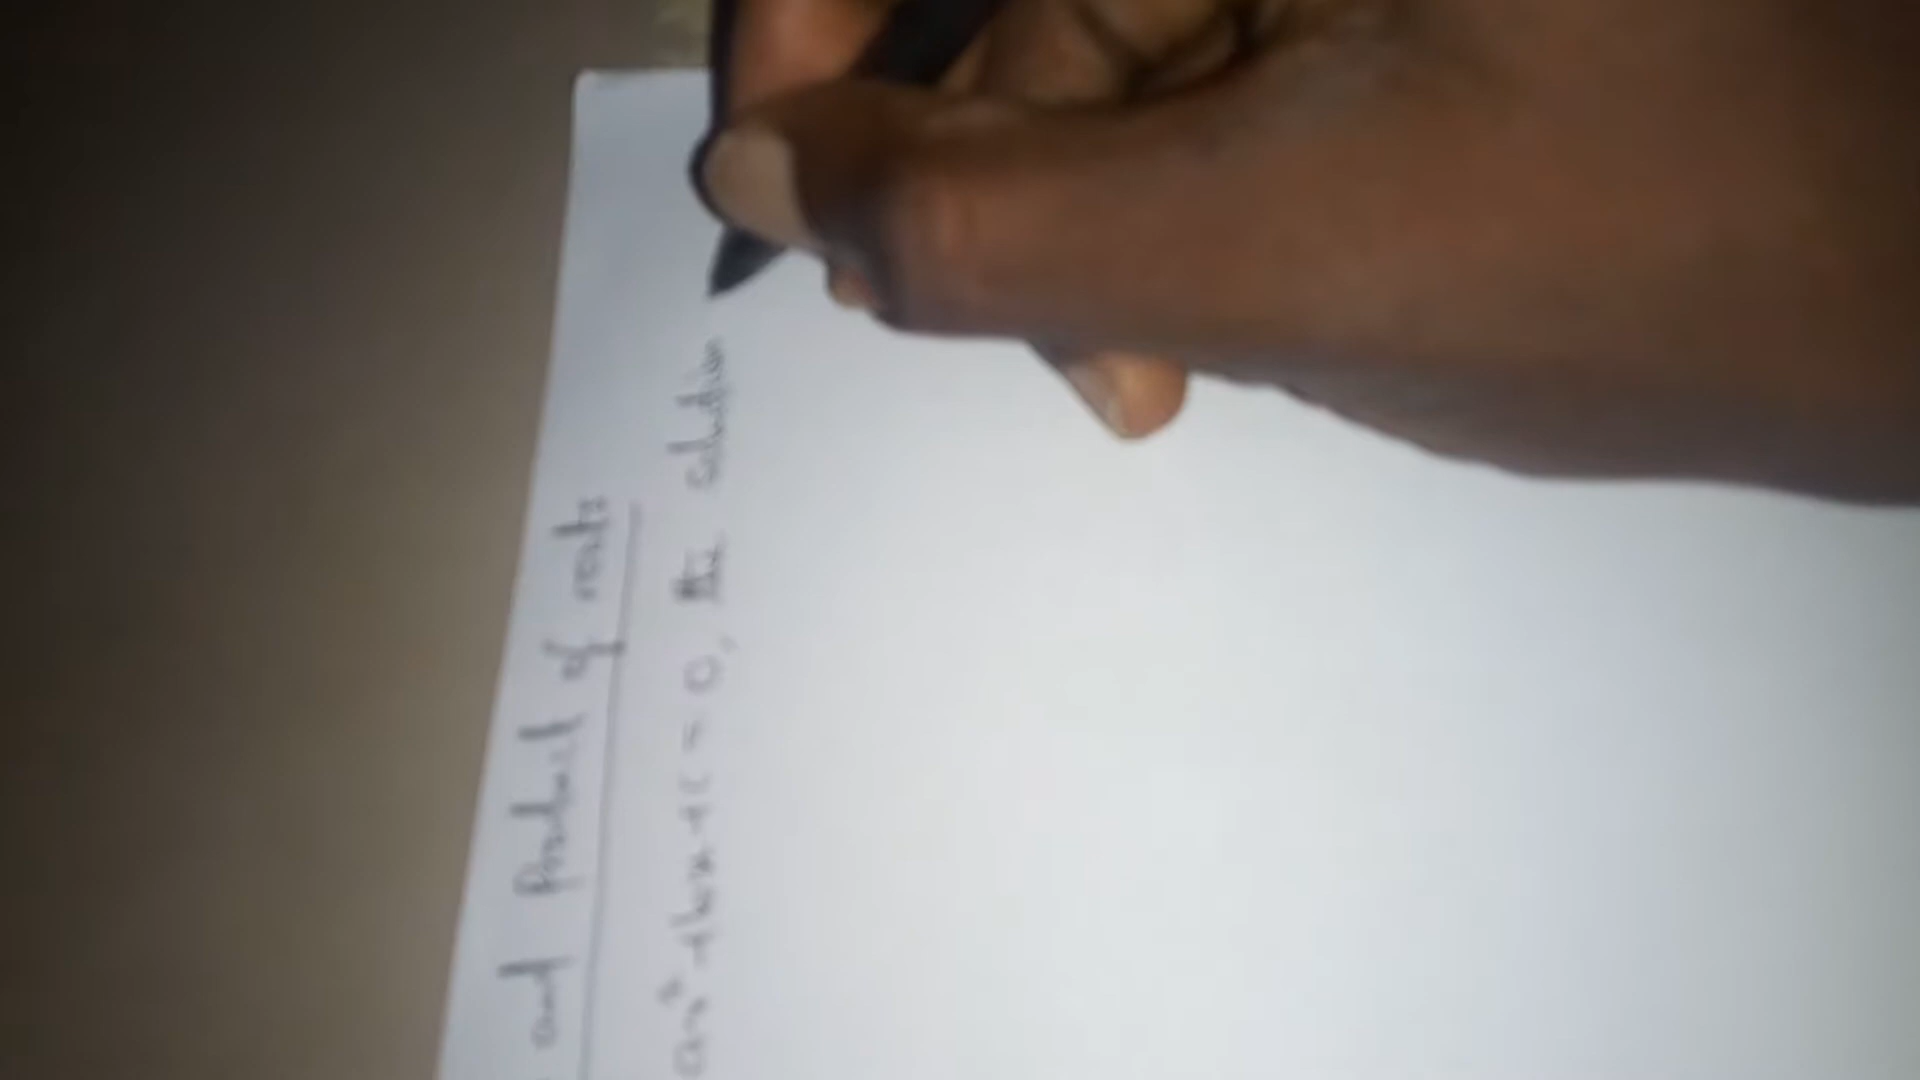 and Product of roots
ax² + bx + c = 0, the solution